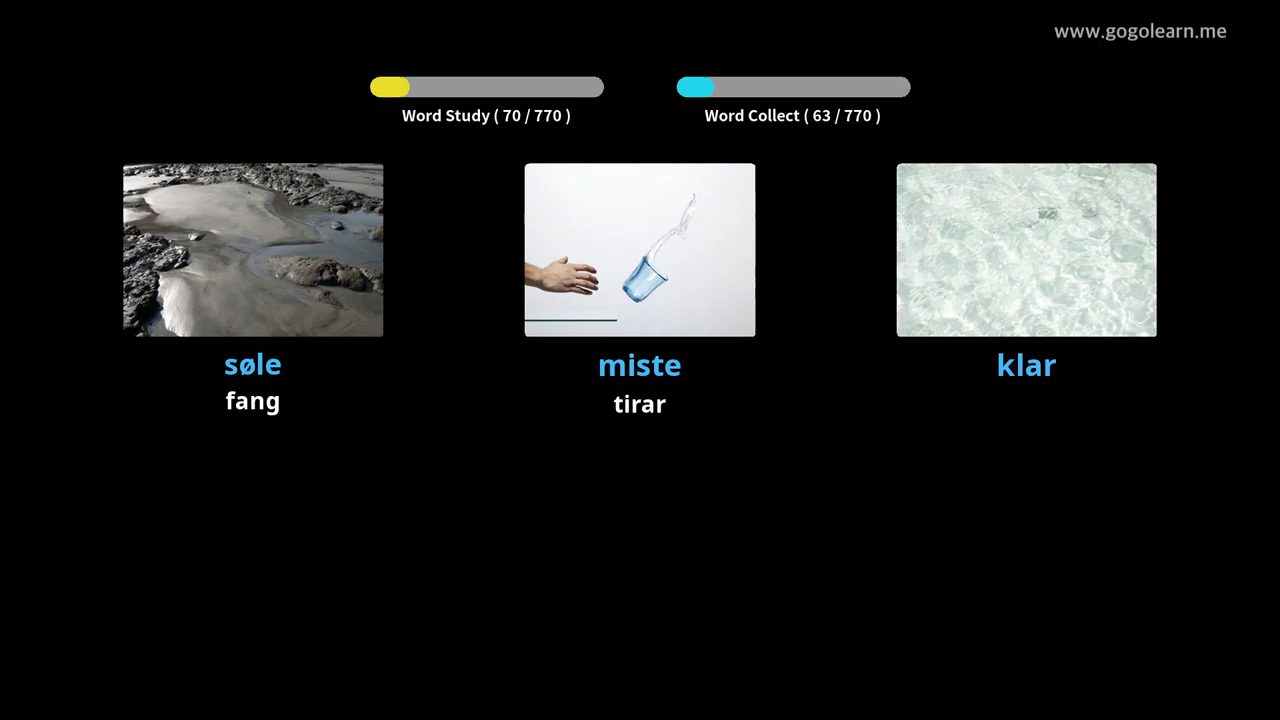 www.gogolearn.me
Word Study ( 70 / 770 )
Word Collect ( 63 / 770 )
søle
miste
klar
fang
tirar